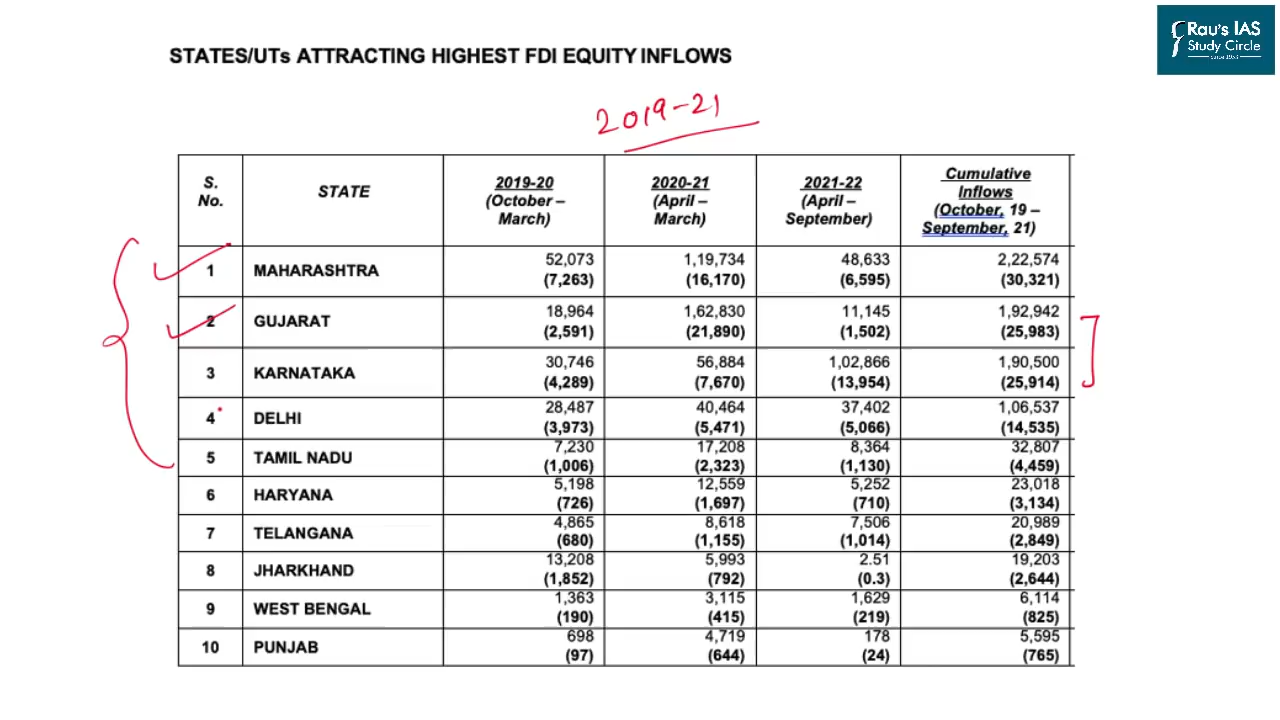 Rau's IAS
Study Circle
since 1953
STATES/UTs ATTRACTING HIGHEST FDI EQUITY INFLOWS
2019-21
S. No. STATE 2019-20 (October – March) 2020-21 (April – March) 2021-22 (April – September) Cumulative Inflows (October, 19 – September, 21)
1 MAHARASHTRA 52,073 (7,263) 1,19,734 (16,170) 48,633 (6,595) 2,22,574 (30,321)
2 GUJARAT 18,964 (2,591) 1,62,830 (21,890) 11,145 (1,502) 1,92,942 (25,983)
3 KARNATAKA 30,746 (4,289) 56,884 (7,670) 1,02,866 (13,954) 1,90,500 (25,914)
4 DELHI 28,487 (3,973) 40,464 (5,471) 37,402 (5,066) 1,06,537 (14,535)
5 TAMIL NADU 7,230 (1,006) 17,208 (2,323) 8,364 (1,130) 32,807 (4,459)
6 HARYANA 5,198 (726) 12,559 (1,697) 5,252 (710) 23,018 (3,134)
7 TELANGANA 4,865 (680) 8,618 (1,155) 7,506 (1,014) 20,989 (2,849)
8 JHARKHAND 13,208 (1,852) 5,993 (792) 2.51 (0.3) 19,203 (2,644)
9 WEST BENGAL 1,363 (190) 3,115 (415) 1,629 (219) 6,114 (825)
10 PUNJAB 698 (97) 4,719 (644) 178 (24) 5,595 (765)